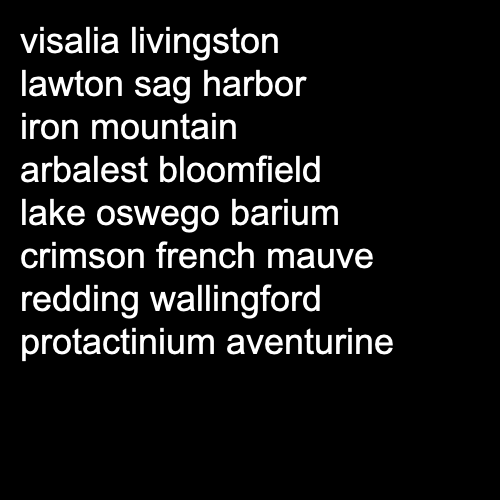 visalia livingston
lawton sag harbor
iron mountain
arbalest bloomfield
lake oswego barium
crimson french mauve
redding wallingford
protactinium aventurine